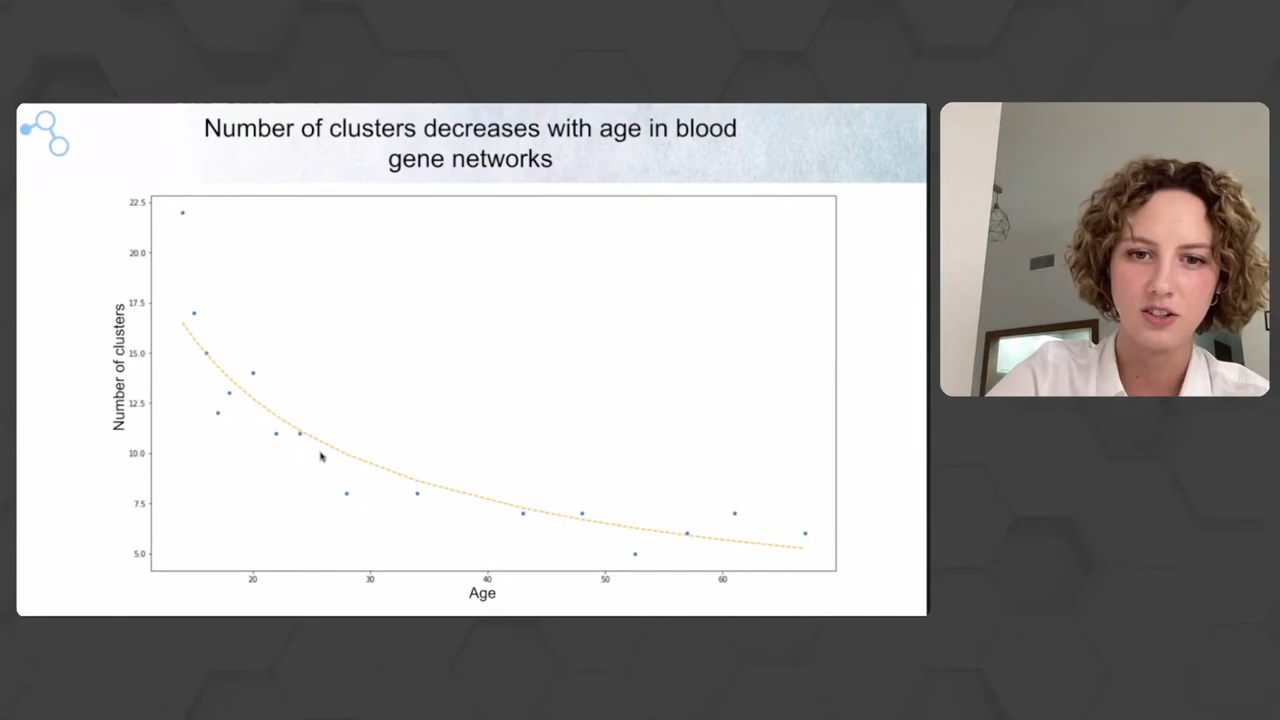 Number of clusters decreases with age in blood
gene networks
22.5
20.0
17.5
15.0
12.5
10.0
7.5
5.0
Number of clusters
20 30 40 50 60
Age